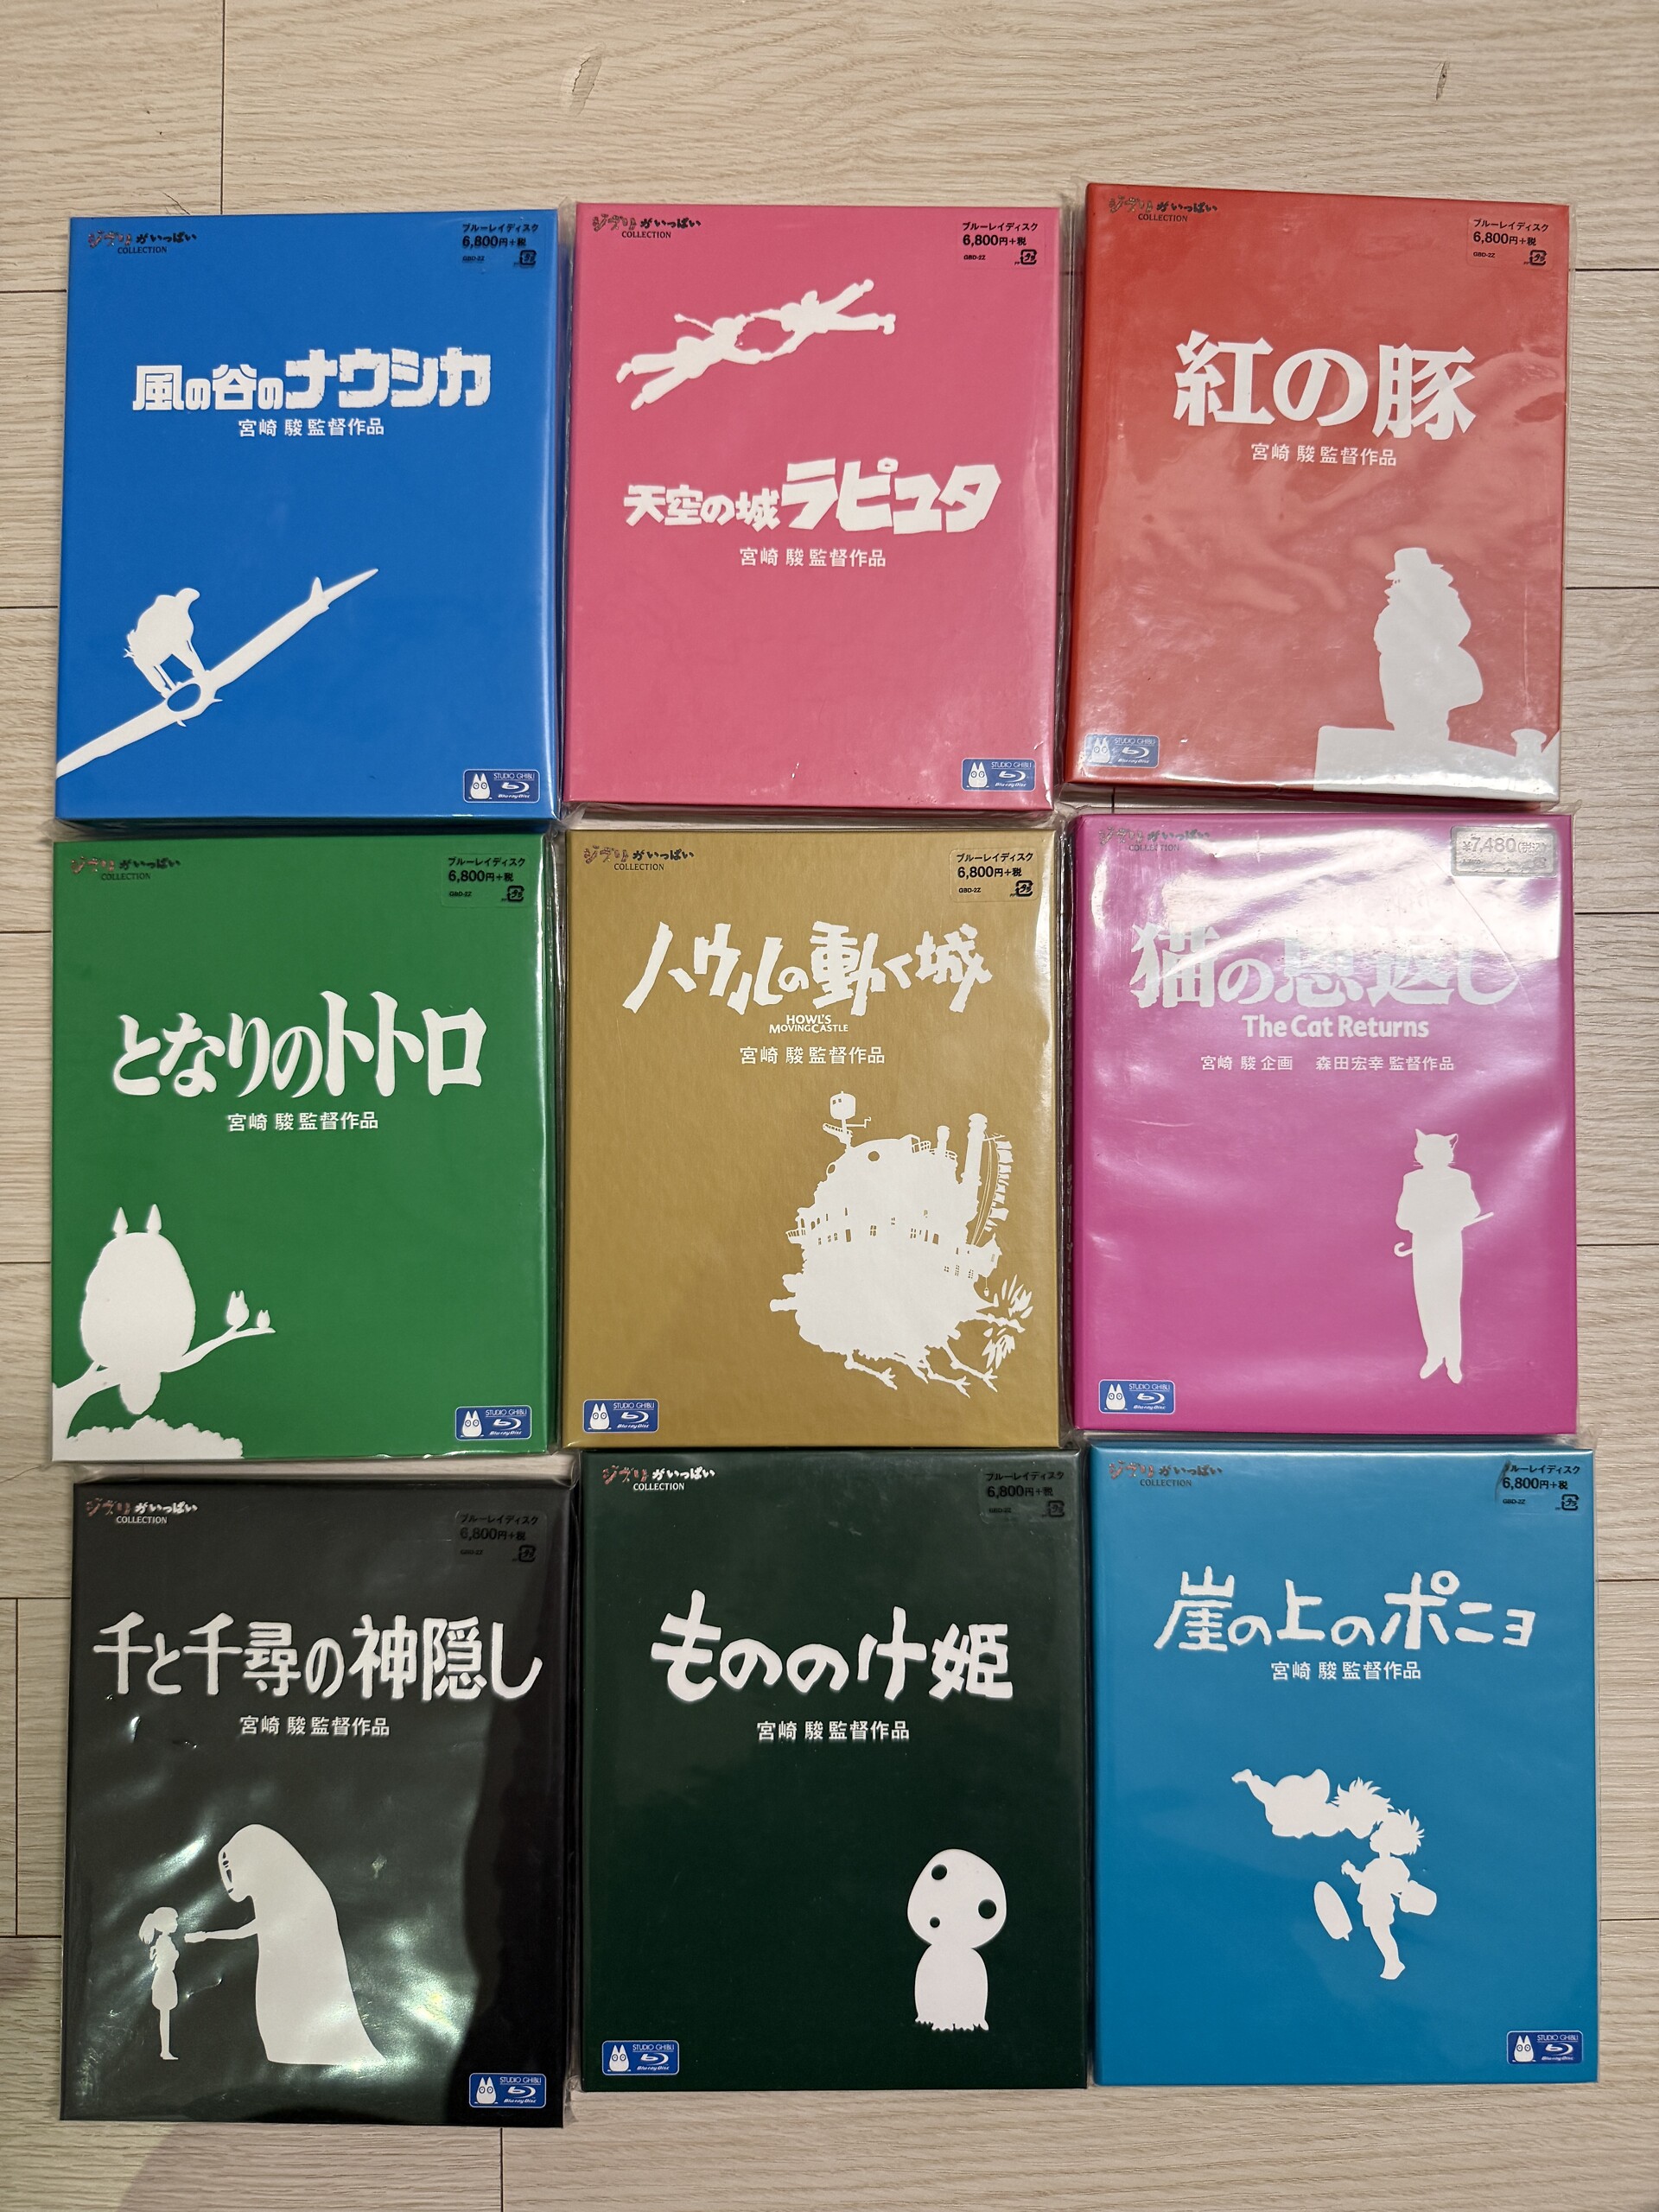 ジブリがいっぱい
COLLECTION
ブルーレイディスク
6,800円+税
GBD-2Z
風の谷のナウシカ
宮崎 駿 監督作品
STUDIO GHIBLI
Blu-ray Disc
ジブリがいっぱい
COLLECTION
ブルーレイディスク
6,800円+税
GBD-2Z
天空の城ラピュタ
宮崎 駿 監督作品
STUDIO GHIBLI
Blu-ray Disc
ジブリがいっぱい
COLLECTION
ブルーレイディスク
6,800円+税
GBD-2Z
紅の豚
宮崎 駿 監督作品
STUDIO GHIBLI
Blu-ray Disc
ジブリがいっぱい
COLLECTION
ブルーレイディスク
6,800円+税
GBD-2Z
となりのトトロ
宮崎 駿 監督作品
STUDIO GHIBLI
Blu-ray Disc
ジブリがいっぱい
COLLECTION
ブルーレイディスク
6,800円+税
GBD-2Z
ハウルの動く城
HOWL'S
MOVING CASTLE
宮崎 駿 監督作品
STUDIO GHIBLI
Blu-ray Disc
ジブリがいっぱい
COLLECTION
¥7,480
猫の恩返し
The Cat Returns
宮崎 駿 企画 森田宏幸 監督作品
STUDIO GHIBLI
Blu-ray Disc
ジブリがいっぱい
COLLECTION
ブルーレイディスク
6,800円+税
GBD-2Z
千と千尋の神隠し
宮崎 駿 監督作品
STUDIO GHIBLI
Blu-ray Disc
ジブリがいっぱい
COLLECTION
ブルーレイディスク
6,800円+税
GBD-2Z
もののけ姫
宮崎 駿 監督作品
STUDIO GHIBLI
Blu-ray Disc
ジブリがいっぱい
COLLECTION
ブルーレイディスク
6,800円+税
GBD-2Z
崖の上のポニョ
宮崎 駿 監督作品
STUDIO GHIBLI
Blu-ray Disc